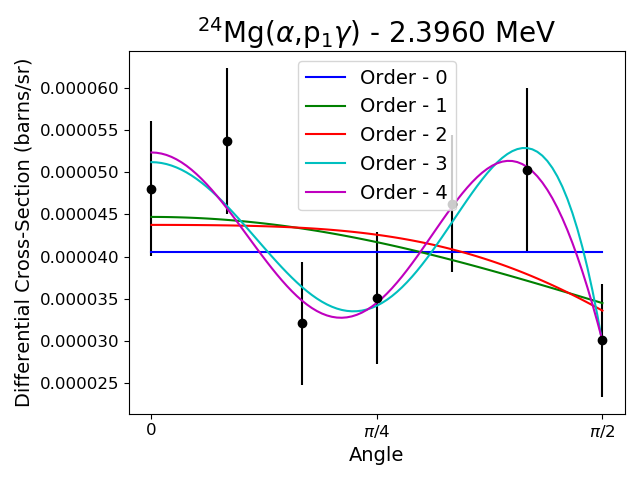 ²⁴Mg(α,p₁γ) - 2.3960 MeV
Differential Cross-Section (barns/sr)
0.000060
0.000055
0.000050
0.000045
0.000040
0.000035
0.000030
0.000025
Order - 0
Order - 1
Order - 2
Order - 3
Order - 4
0
π/4
π/2
Angle